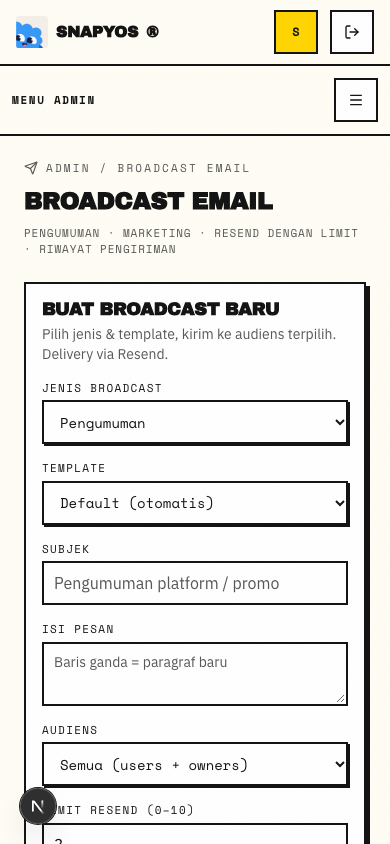 SNAPYOS ®
S
MENU ADMIN
ADMIN / BROADCAST EMAIL
BROADCAST EMAIL
PENGUMUMAN · MARKETING · RESEND DENGAN LIMIT
· RIWAYAT PENGIRIMAN
BUAT BROADCAST BARU
Pilih jenis & template, kirim ke audiens terpilih.
Delivery via Resend.
JENIS BROADCAST
Pengumuman
TEMPLATE
Default (otomatis)
SUBJEK
Pengumuman platform / promo
ISI PESAN
Baris ganda = paragraf baru
AUDIENS
Semua (users + owners)
N
MIT RESEND (0–10)